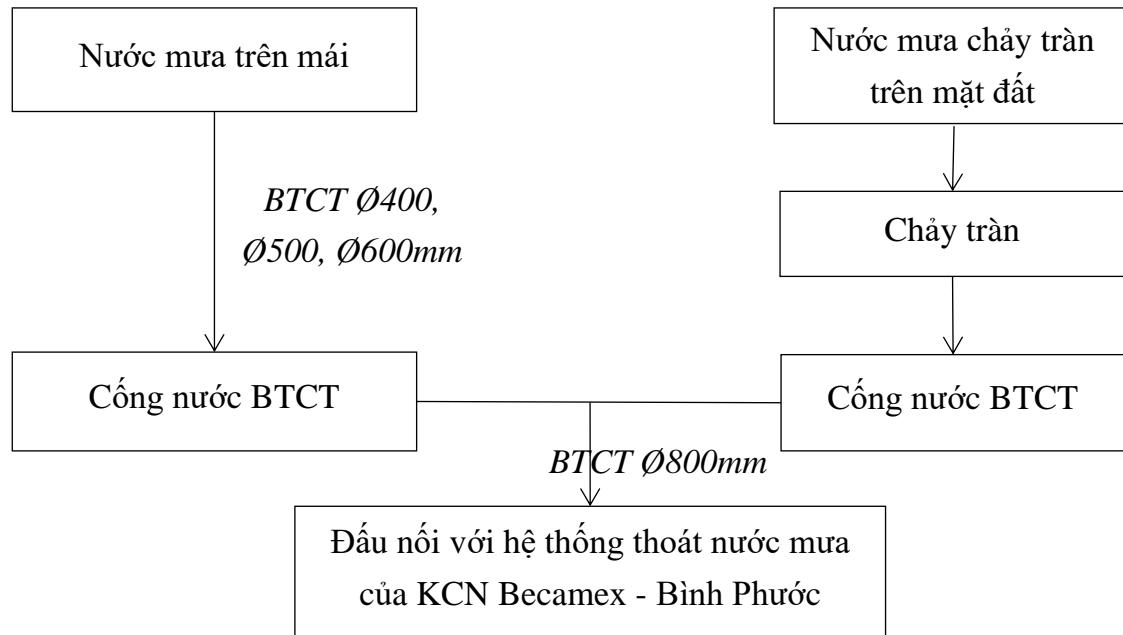 Nước mưa trên mái
Nước mưa chảy tràn
trên mặt đất
BTCT Ø400,
Ø500, Ø600mm
Chảy tràn
Cống nước BTCT
Cống nước BTCT
BTCT Ø800mm
Đấu nối với hệ thống thoát nước mưa
của KCN Becamex - Bình Phước